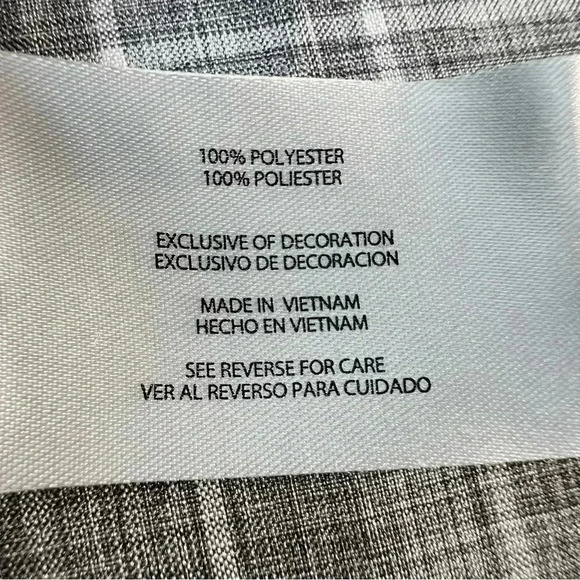 100% POLYESTER
100% POLIESTER
EXCLUSIVE OF DECORATION
EXCLUSIVO DE DECORACION
MADE IN VIETNAM
HECHO EN VIETNAM
SEE REVERSE FOR CARE
VER AL REVERSO PARA CUIDADO